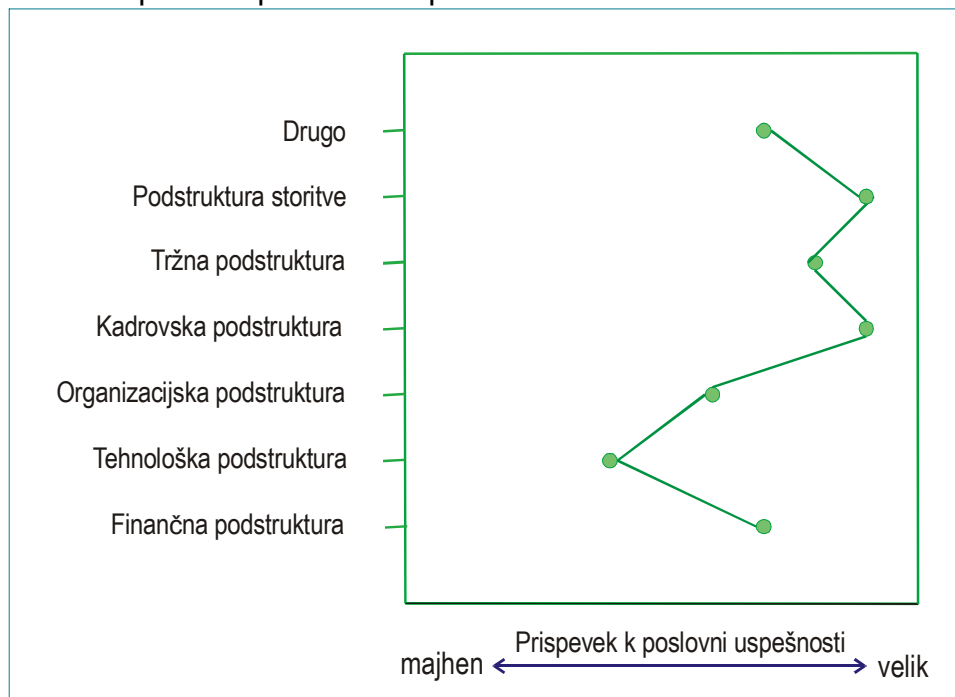 Drugo
Podstruktura storitve
Tržna podstruktura
Kadrovska podstruktura
Organizacijska podstruktura
Tehnološka podstruktura
Finančna podstruktura
Prispevek k poslovni uspešnosti
majhen velik